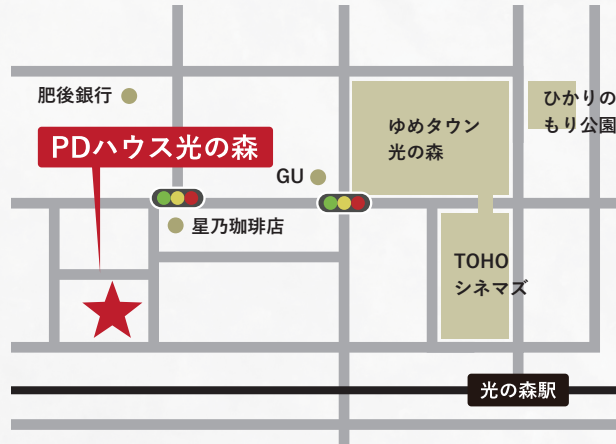 肥後銀行
ひかりの
もり公園
ゆめタウン
光の森
PDハウス光の森
GU
星乃珈琲店
TOHO
シネマズ
光の森駅